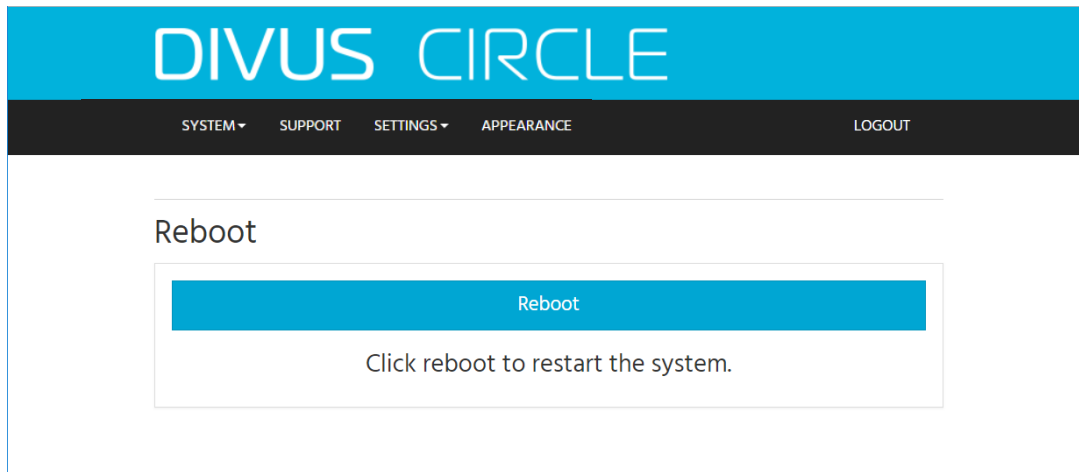 DIVUS CIRCLE
SYSTEM SUPPORT SETTINGS APPEARANCE LOGOUT
Reboot
Reboot
Click reboot to restart the system.